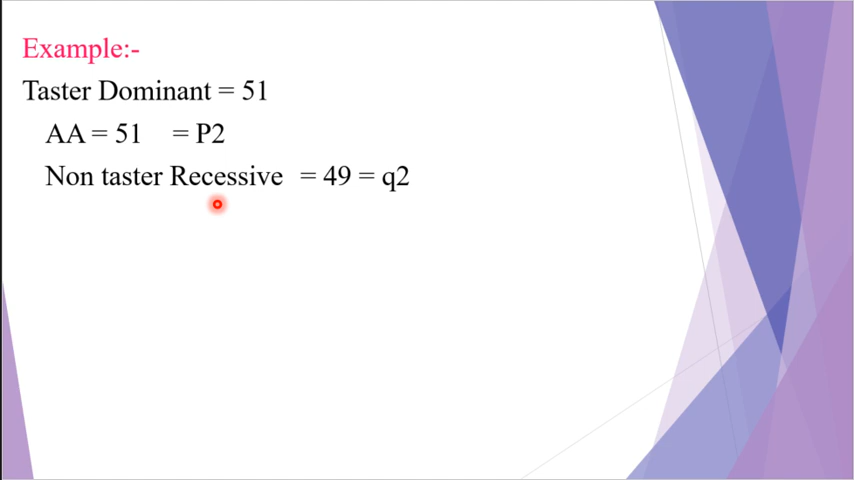 Example:-
Taster Dominant = 51
AA = 51 = P2
Non taster Recessive = 49 = q2